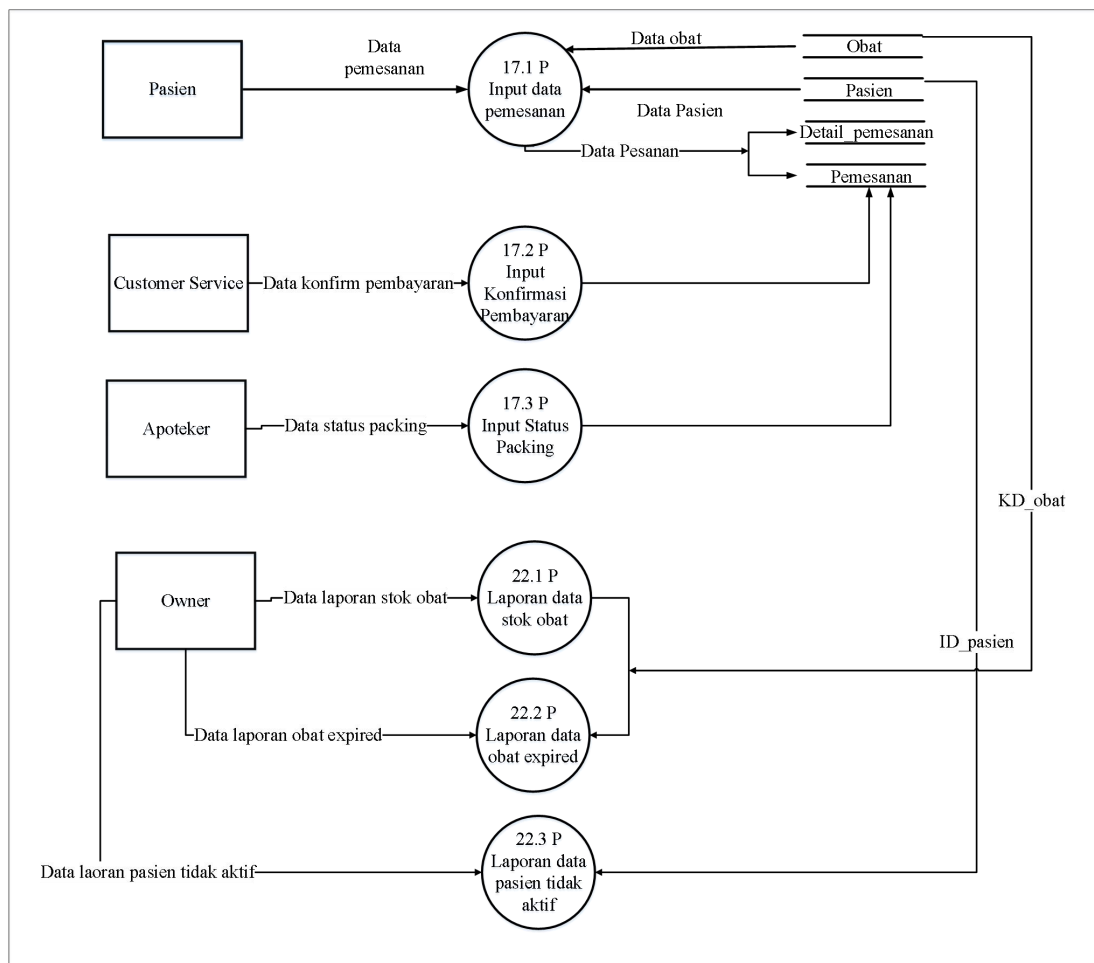 Pasien
Data
pemesanan
17.1 P
Input data
pemesanan
Data obat
Obat
Data Pasien
Pasien
Data Pesanan
Detail_pemesanan
Pemesanan
Customer Service
Data konfirm pembayaran
17.2 P
Input
Konfirmasi
Pembayaran
Apoteker
Data status packing
17.3 P
Input Status
Packing
KD_obat
Owner
Data laporan stok obat
22.1 P
Laporan data
stok obat
ID_pasien
Data laporan obat expired
22.2 P
Laporan data
obat expired
Data laoran pasien tidak aktif
22.3 P
Laporan data
pasien tidak
aktif